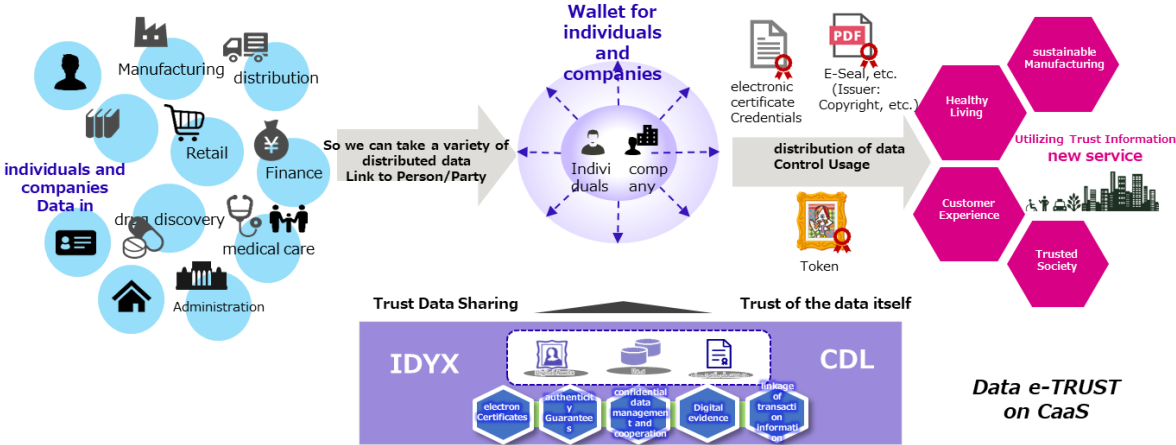 Manufacturing
distribution
Retail
Finance
individuals and
companies
Data in
drug discovery
medical care
Administration
So we can take a variety of
distributed data
Link to Person/Party
Wallet for
individuals
and
companies
Indivi
duals
comp
any
electronic
certificate
Credentials
PDF
E-Seal, etc.
(Issuer:
Copyright, etc.)
distribution of data
Control Usage
Token
sustainable
Manufacturing
Healthy
Living
Utilizing Trust Information
new service
Customer
Experience
Trusted
Society
Trust Data Sharing
Trust of the data itself
IDYX
CDL
electron
Certificates
authentici
ty
Guarantee
s
confidential
data
managemen
t and
cooperation
Digital
evidence
linkage
of
transacti
on
informati
on
Data e-TRUST
on CaaS